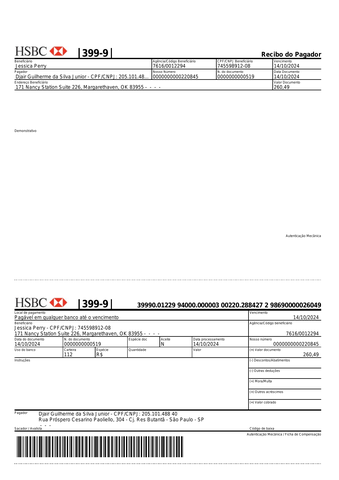 HSBC |399-9| Recibo do Pagador
Beneficiário Agência/Código Beneficiário CPF/CNPJ Beneficiário Vencimento
Jessica Perry 7616/0012294 745598912-08 14/10/2024
Pagador Nosso Número N. do documento Data Documento
Djair Guilherme da Silva Junior - CPF/CNPJ: 205.101.48... 0000000000220845 0000000000519 14/10/2024
Endereço Beneficiário Valor Documento
171 Nancy Station Suite 226, Margarethaven, OK 83955 - - - - 260,49
Demonstrativo
Autenticação Mecânica
HSBC |399-9| 39990.01229 94000.000003 00220.288427 2 98690000026049
Local de pagamento Vencimento
Pagável em qualquer banco até o vencimento 14/10/2024
Beneficiário Agência/Código beneficiário
Jessica Perry - CPF/CNPJ: 745598912-08
171 Nancy Station Suite 226, Margarethaven, OK 83955 - - - - 7616/0012294
Data do documento N. do documento Espécie doc Aceite Data processamento Nosso número
14/10/2024 0000000000519 N 14/10/2024 0000000000220845
Uso do banco Carteira Espécie Quantidade Valor (=) Valor documento
112 R$ 260,49
Instruções (-) Descontos/Abatimentos
(-) Outras deduções
(+) Mora/Multa
(+) Outros acréscimos
(=) Valor cobrado
Pagador Djair Guilherme da Silva Junior - CPF/CNPJ: 205.101.488 40
Rua Próspero Cesarino Paoliello, 304 - Cj. Res Butantã - São Paulo - SP
- - -
Sacador / Avalista Código de baixa
Autenticação Mecânica / Ficha de Compensação